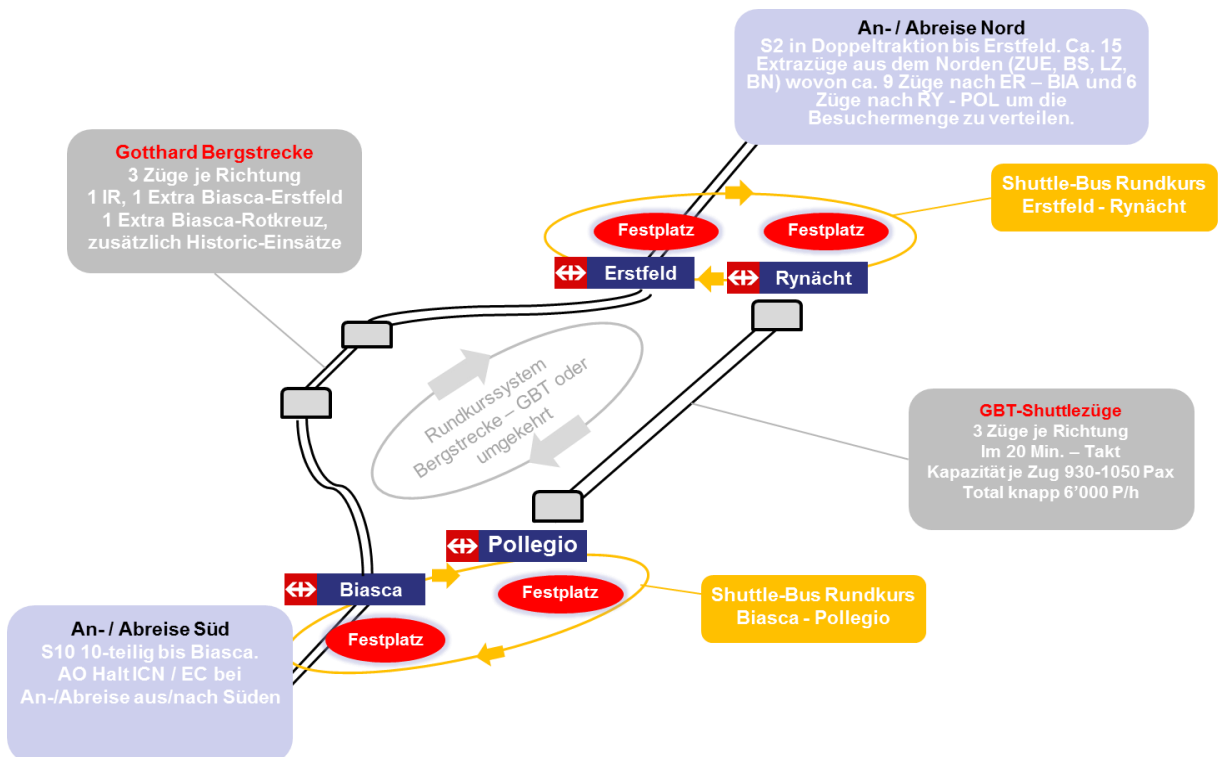 An- / Abreise Nord
S2 in Doppeltraktion bis Erstfeld. Ca. 15
Extrazüge aus dem Norden (ZUE, BS, LZ,
BN) wovon ca. 9 Züge nach ER – BIA und 6
Züge nach RY - POL um die
Besuchermenge zu verteilen.
Gotthard Bergstrecke
3 Züge je Richtung
1 IR, 1 Extra Biasca-Erstfeld
1 Extra Biasca-Rotkreuz,
zusätzlich Historic-Einsätze
Shuttle-Bus Rundkurs
Erstfeld - Rynächt
Festplatz
Festplatz
Erstfeld
Rynächt
Rundkurssystem
Bergstrecke – GBT oder
umgekehrt
GBT-Shuttlezüge
3 Züge je Richtung
Im 20 Min. – Takt
Kapazität je Zug 930-1050 Pax
Total knapp 6’000 P/h
Pollegio
Biasca
Festplatz
Festplatz
Shuttle-Bus Rundkurs
Biasca - Pollegio
An- / Abreise Süd
S10 10-teilig bis Biasca.
AO Halt ICN / EC bei
An-/Abreise aus/nach Süden